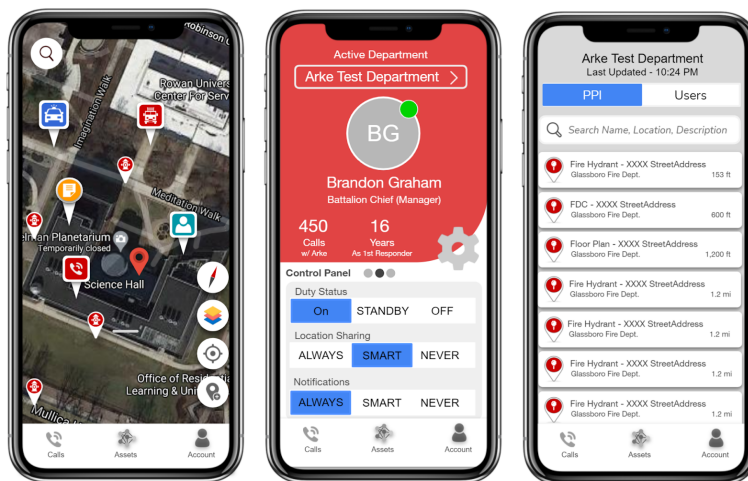 Robinson
Rowan Univers
Center For Serv
Imagination Walk
Meditation Walk
an Planetarium
Temporarily closed
Science Hall
Office of Residentia
Learning & Uni
Mullica
Calls
Assets
Account
Active Department
Arke Test Department >
BG
Brandon Graham
Battalion Chief (Manager)
450
Calls
w/ Arke
16
Years
As 1st Responder
Control Panel
Duty Status
On STANDBY OFF
Location Sharing
ALWAYS SMART NEVER
Notifications
ALWAYS SMART NEVER
Calls
Assets
Account
Arke Test Department
Last Updated - 10:24 PM
PPI
Users
Search Name, Location, Description
Fire Hydrant - XXXX StreetAddress
Glassboro Fire Dept. 153 ft
FDC - XXXX StreetAddress
Glassboro Fire Dept. 600 ft
Floor Plan - XXXX StreetAddress
Glassboro Fire Dept. 1,200 ft
Fire Hydrant - XXXX StreetAddress
Glassboro Fire Dept. 1.2 mi
Fire Hydrant - XXXX StreetAddress
Glassboro Fire Dept. 1.2 mi
Fire Hydrant - XXXX StreetAddress
Glassboro Fire Dept. 1.2 mi
Fire Hydrant - XXXX StreetAddress
Glassboro Fire Dept. 1.2 mi
Calls
Assets
Account